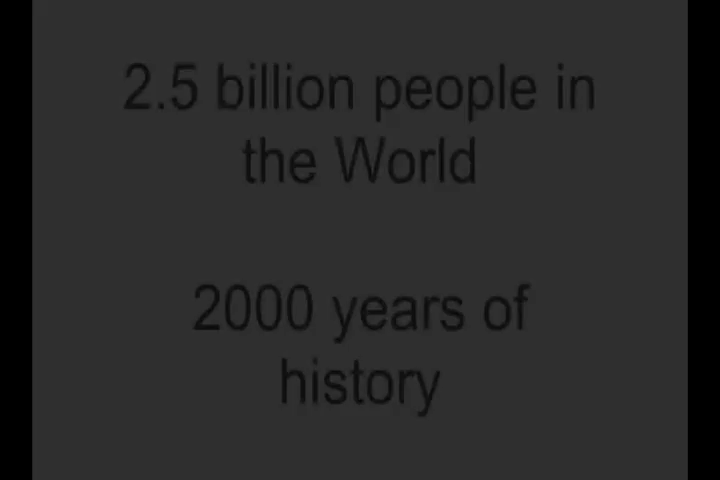 2.5 billion people in
the World
2000 years of
history